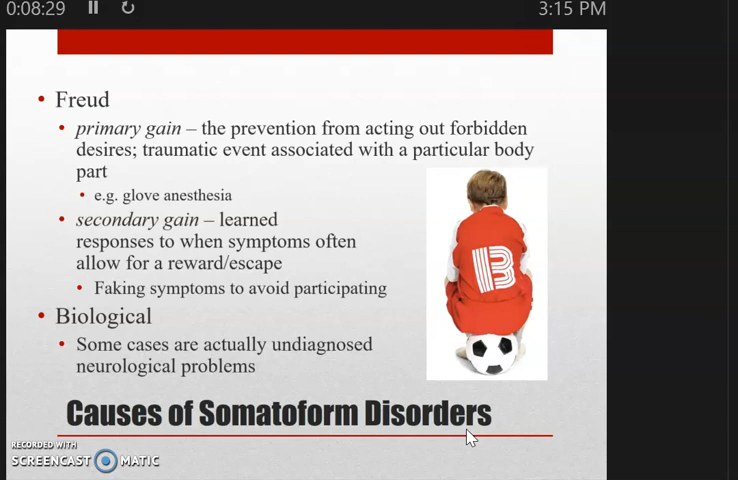 0:08:29
3:15 PM
• Freud
• primary gain – the prevention from acting out forbidden
desires; traumatic event associated with a particular body
part
• e.g. glove anesthesia
• secondary gain – learned
responses to when symptoms often
allow for a reward/escape
• Faking symptoms to avoid participating
• Biological
• Some cases are actually undiagnosed
neurological problems
Causes of Somatoform Disorders
RECORDED WITH
SCREENCAST MATIC